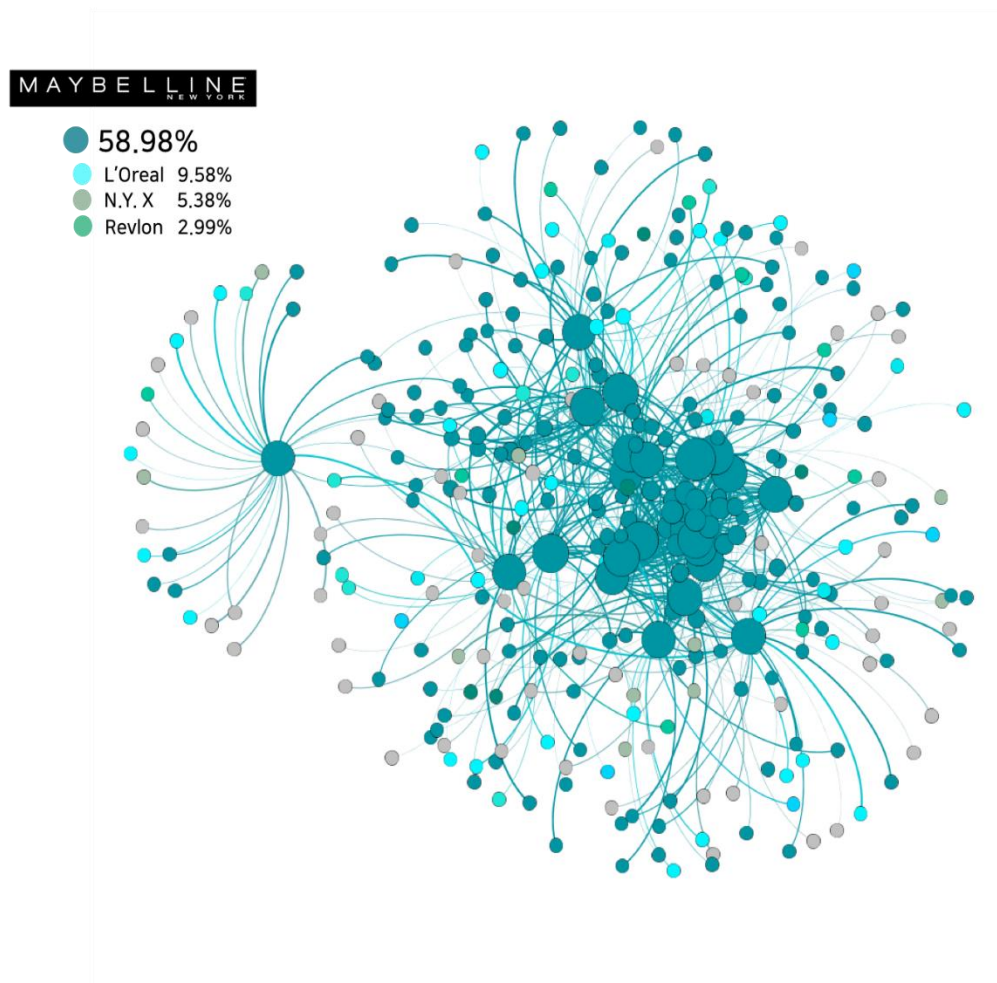 MAYBELLINE
NEW YORK
58.98%
L'Oreal 9.58%
N.Y. X 5.38%
Revlon 2.99%